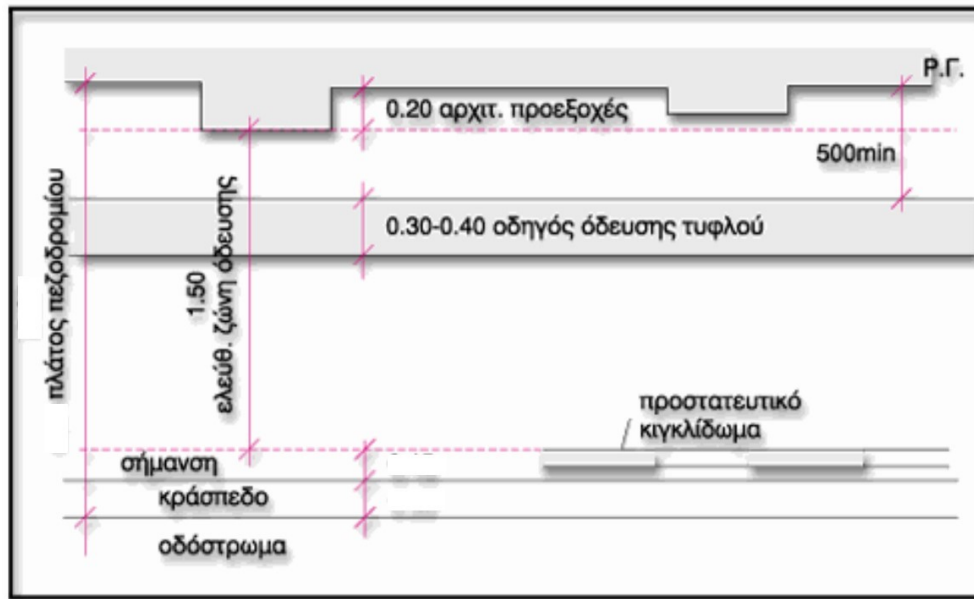 Ρ.Γ.
0.20 αρχιτ. προεξοχές
500min
πλάτος πεζοδρομίου
1.50
ελεύθ. ζώνη όδευσης
0.30-0.40 οδηγός όδευσης τυφλού
προστατευτικό
κιγκλίδωμα
σήμανση
κράσπεδο
οδόστρωμα